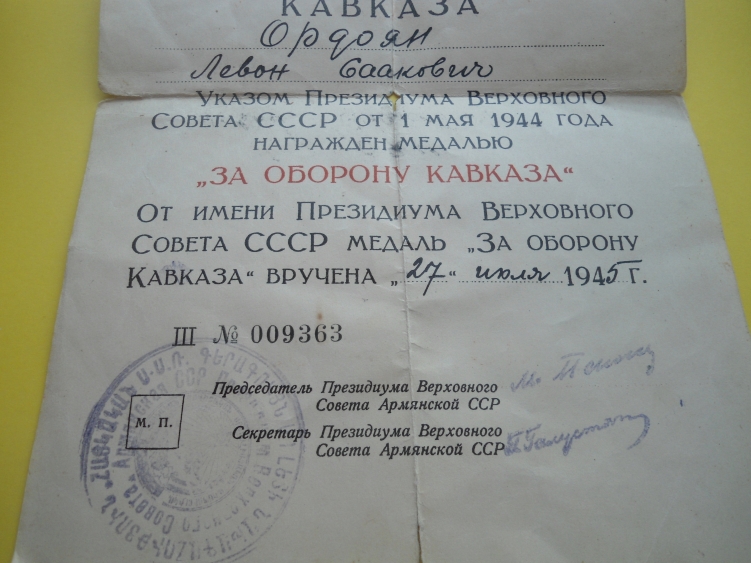 КАВКАЗА
Ордоян
Левон Саакович
Указом Президиума Верховного
Совета СССР от 1 мая 1944 года
награжден медалью
„ЗА ОБОРОНУ КАВКАЗА“
От имени Президиума Верховного
Совета СССР медаль „За оборону
Кавказа“ вручена „27“ июля 1945 г.
III № 009363
Председатель Президиума Верховного
Совета Армянской ССР
М. П.
Секретарь Президиума Верховного
Совета Армянской ССР